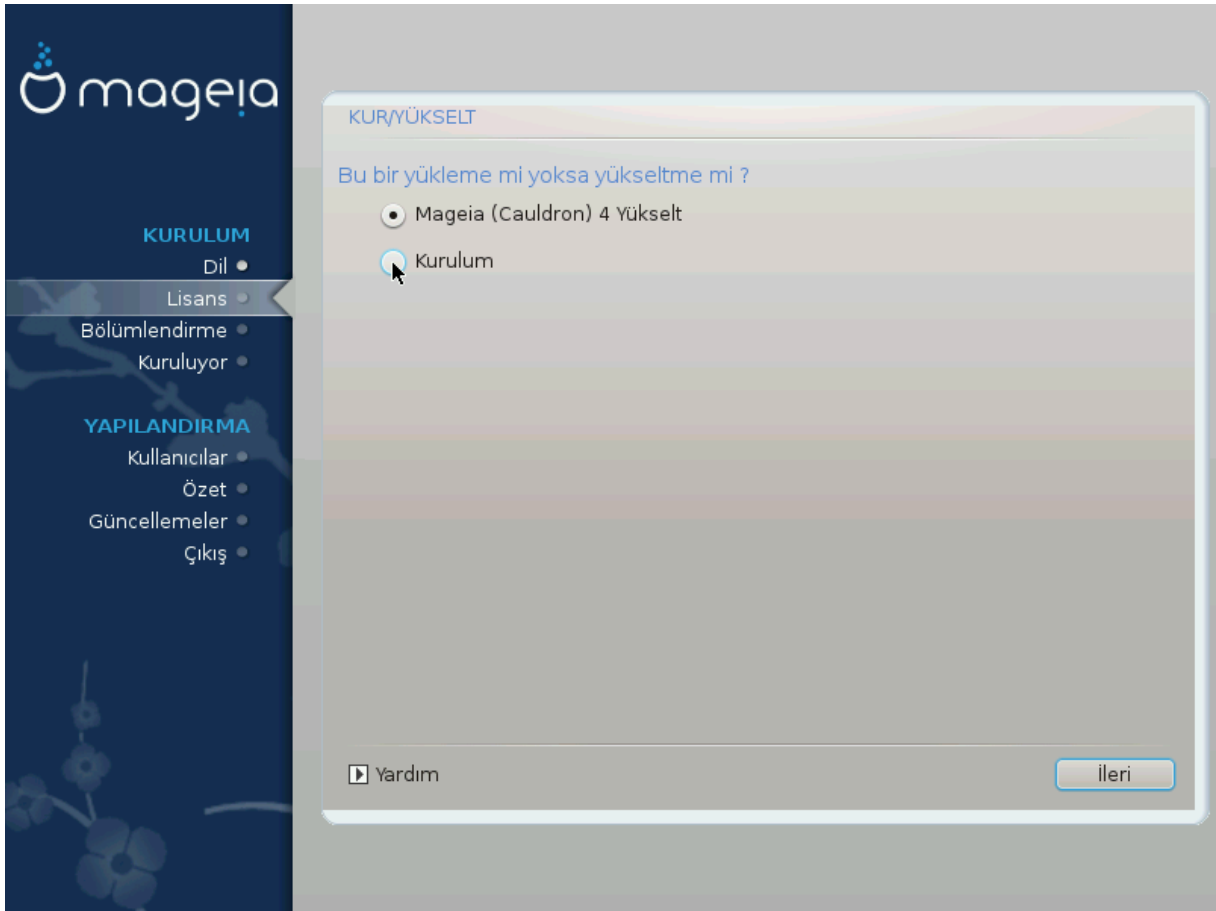 mageia
KURULUM
Dil
Lisans
Bölümlendirme
Kuruluyor
YAPILANDIRMA
Kullanıcılar
Özet
Güncellemeler
Çıkış
KUR/YÜKSELT
Bu bir yükleme mi yoksa yükseltme mi ?
Mageia (Cauldron) 4 Yükselt
Kurulum
Yardım
İleri